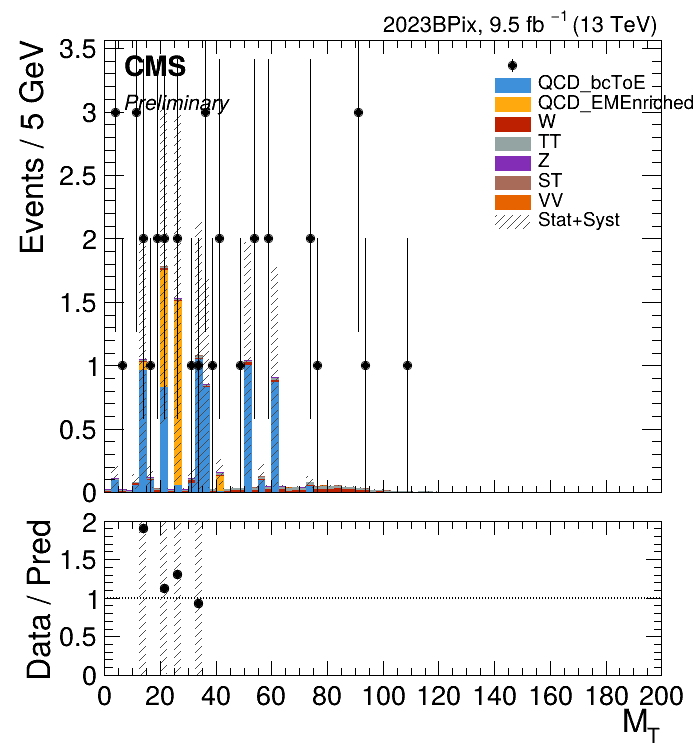 2023BPix, 9.5 fb⁻¹ (13 TeV)
CMS
Preliminary
Events / 5 GeV
3.5
3
2.5
2
1.5
1
0.5
0
QCD_bcToE
QCD_EMEnriched
W
TT
Z
ST
VV
Stat+Syst
Data / Pred
2
1.5
1
0.5
0
0 20 40 60 80 100 120 140 160 180 200
M_T